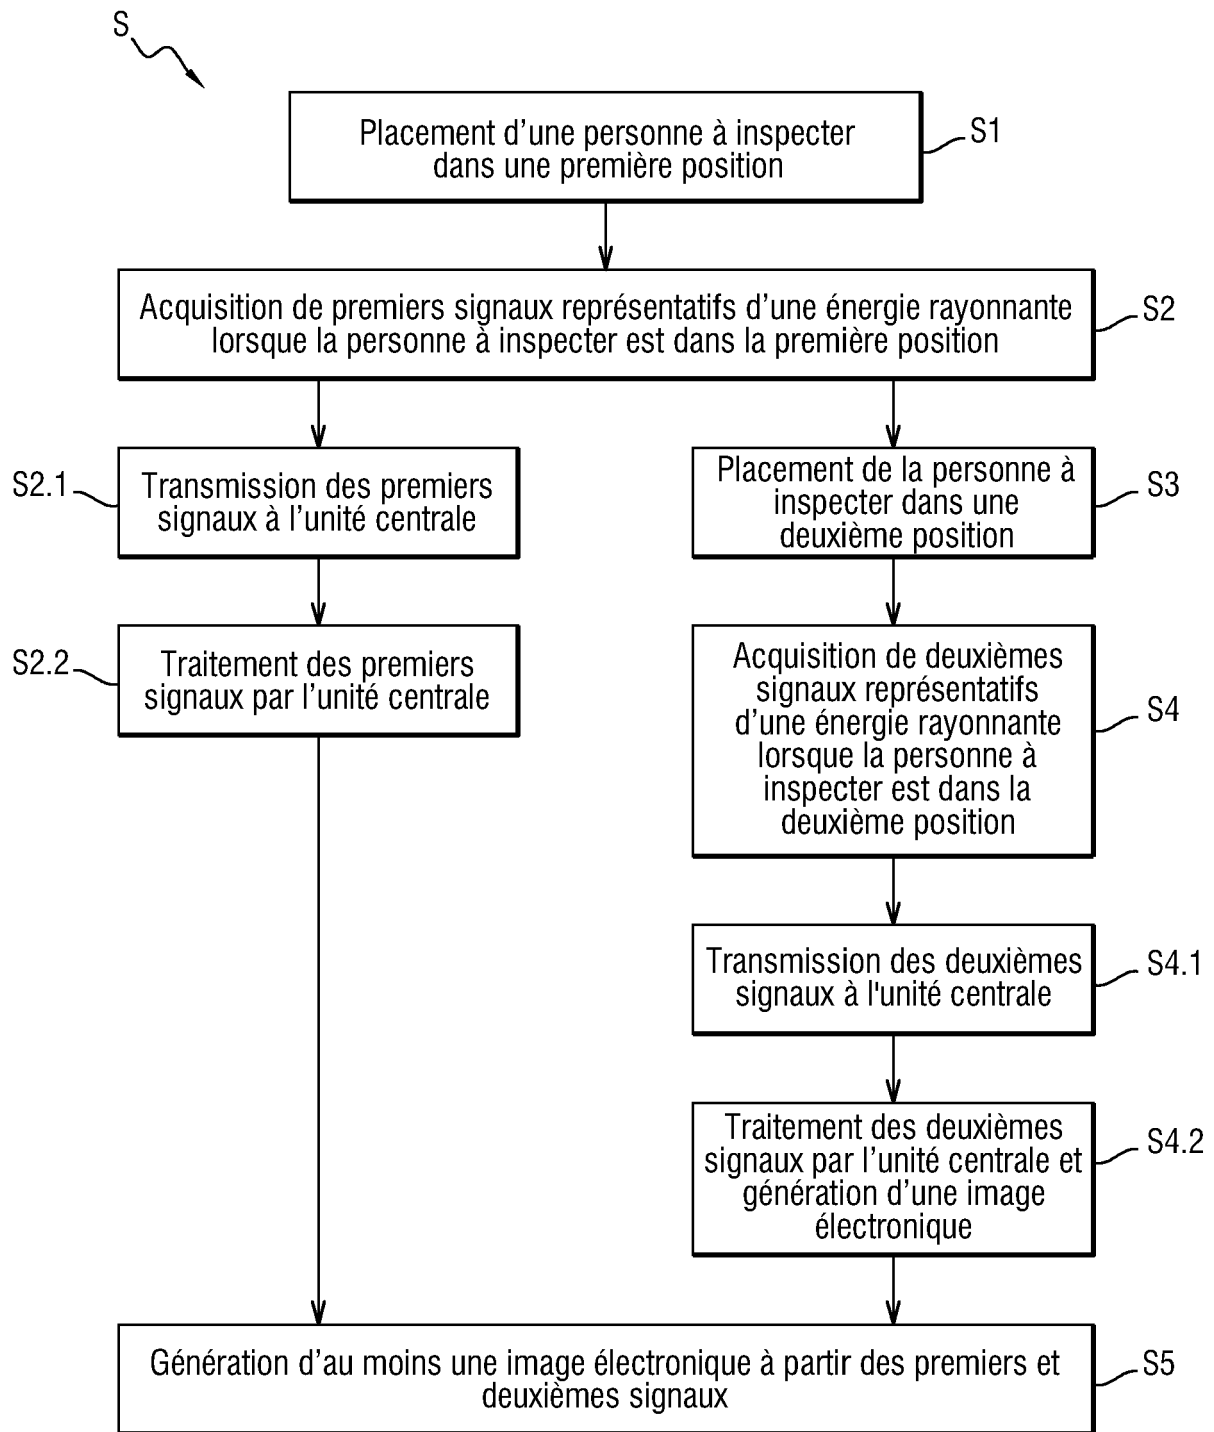 S
Placement d’une personne à inspecter
dans une première position
S1
Acquisition de premiers signaux représentatifs d’une énergie rayonnante
lorsque la personne à inspecter est dans la première position
S2
S2.1
Transmission des premiers
signaux à l’unité centrale
Placement de la personne à
inspecter dans une
deuxième position
S3
S2.2
Traitement des premiers
signaux par l’unité centrale
Acquisition de deuxièmes
signaux représentatifs
d’une énergie rayonnante
lorsque la personne à
inspecter est dans la
deuxième position
S4
Transmission des deuxièmes
signaux à l'unité centrale
S4.1
Traitement des deuxièmes
signaux par l’unité centrale et
génération d’une image
électronique
S4.2
Génération d’au moins une image électronique à partir des premiers et
deuxièmes signaux
S5